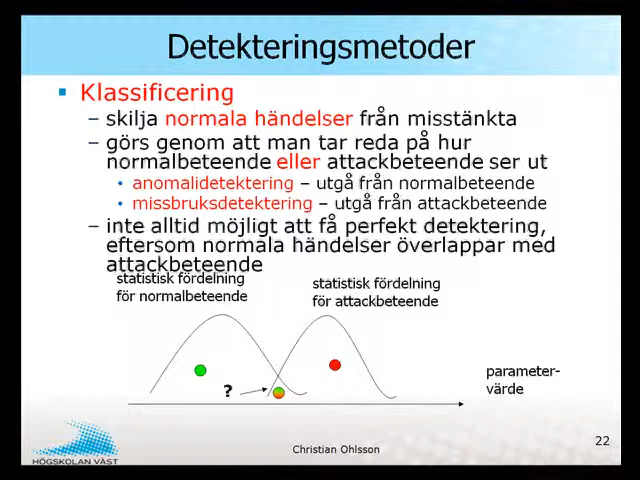 Detekteringsmetoder
Klassificering
– skilja normala händelser från misstänkta
– görs genom att man tar reda på hur
normalbeteende eller attackbeteende ser ut
• anomalidetektering – utgå från normalbeteende
• missbruksdetektering – utgå från attackbeteende
– inte alltid möjligt att få perfekt detektering,
eftersom normala händelser överlappar med
attackbeteende
statistisk fördelning
för normalbeteende
statistisk fördelning
för attackbeteende
?
parameter-
värde
HÖGSKOLAN VÄST
Christian Ohlsson
22